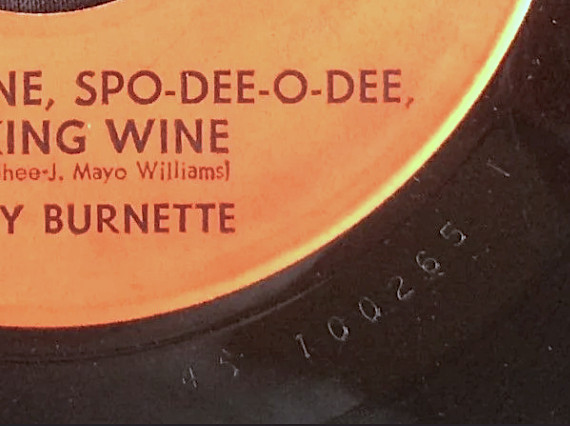 NE, SPO-DEE-O-DEE,
KING WINE
hee-J. Mayo Williams)
Y BURNETTE
45 100265